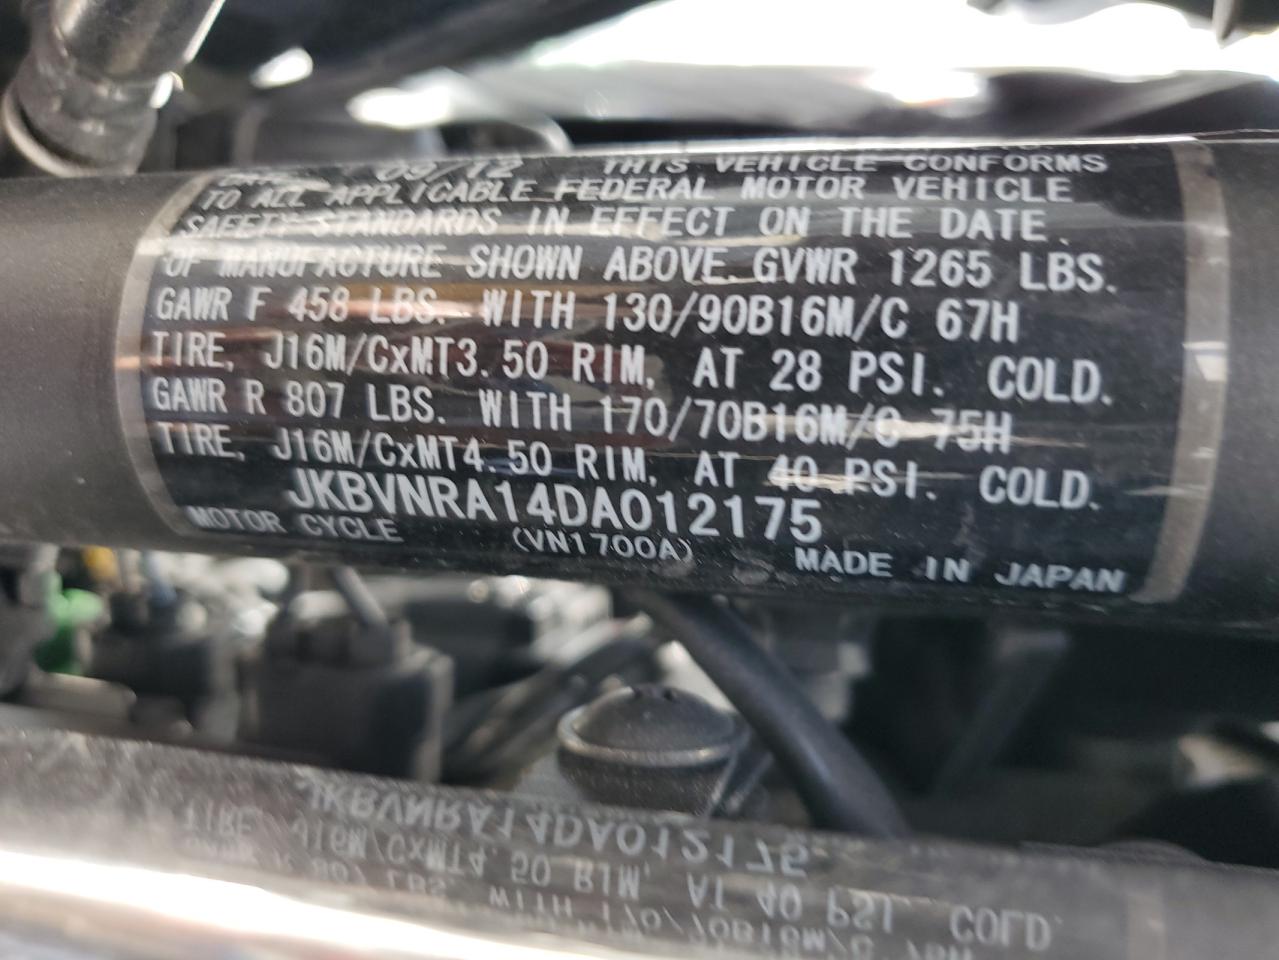 DATE 09/12 THIS VEHICLE CONFORMS
TO ALL APPLICABLE FEDERAL MOTOR VEHICLE
SAFETY STANDARDS IN EFFECT ON THE DATE
OF MANUFACTURE SHOWN ABOVE. GVWR 1265 LBS.
GAWR F 458 LBS. WITH 130/90B16M/C 67H
TIRE, J16M/CxMT3.50 RIM, AT 28 PSI. COLD.
GAWR R 807 LBS. WITH 170/70B16M/C 75H
TIRE, J16M/CxMT4.50 RIM, AT 40 PSI. COLD.
JKBVNRA14DA012175
MOTOR CYCLE (VN1700A) MADE IN JAPAN